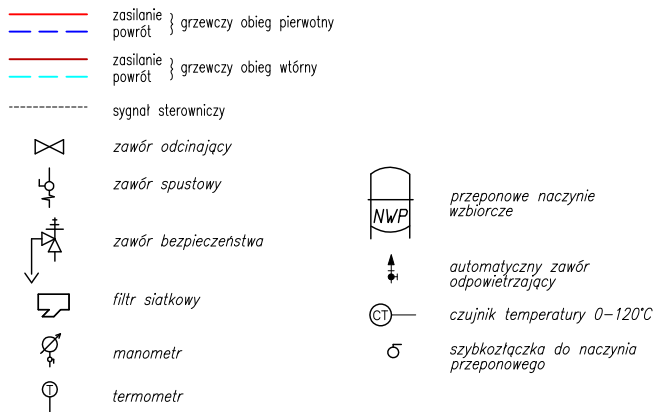 zasilanie
powrót
grzewczy obieg pierwotny
zasilanie
powrót
grzewczy obieg wtórny
sygnał sterowniczy
zawór odcinający
zawór spustowy
zawór bezpieczeństwa
filtr siatkowy
manometr
T
termometr
NWP
przeponowe naczynie
wzbiorcze
automatyczny zawór
odpowietrzający
CT
czujnik temperatury 0-120°C
szybkozłączka do naczynia
przeponowego